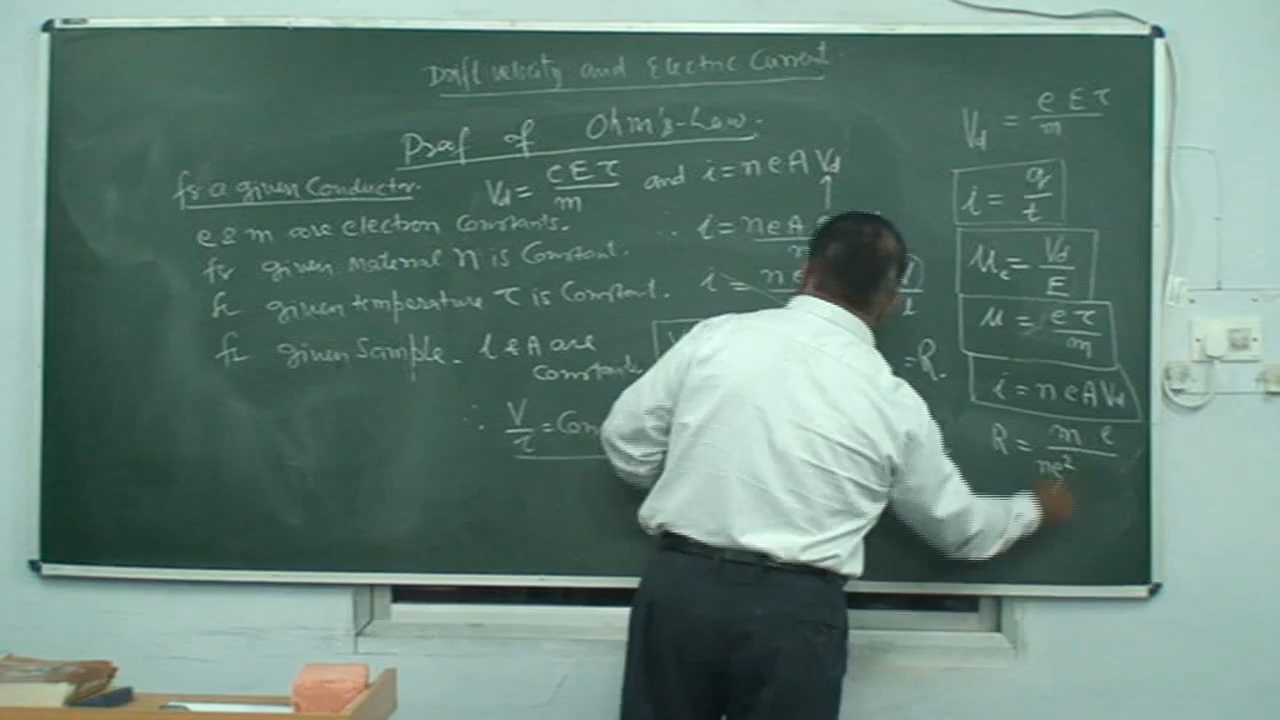 Drift velocity and Electric Current.
Proof of Ohm's-Law.
for a given Conductor.
Vd = eEτ/m and i = neAVd
e & m are electron Constants.
∴ i = neA
for given material n is Constant.
i = ne
for given temperature τ is Constant.
for given Sample. l & A are
Constants
= R.
∴ V/i = Con
Vd = eEτ/m
i = q/t
μe = Vd/E
μ = eτ/m
i = neAVd
R = m l/ne²